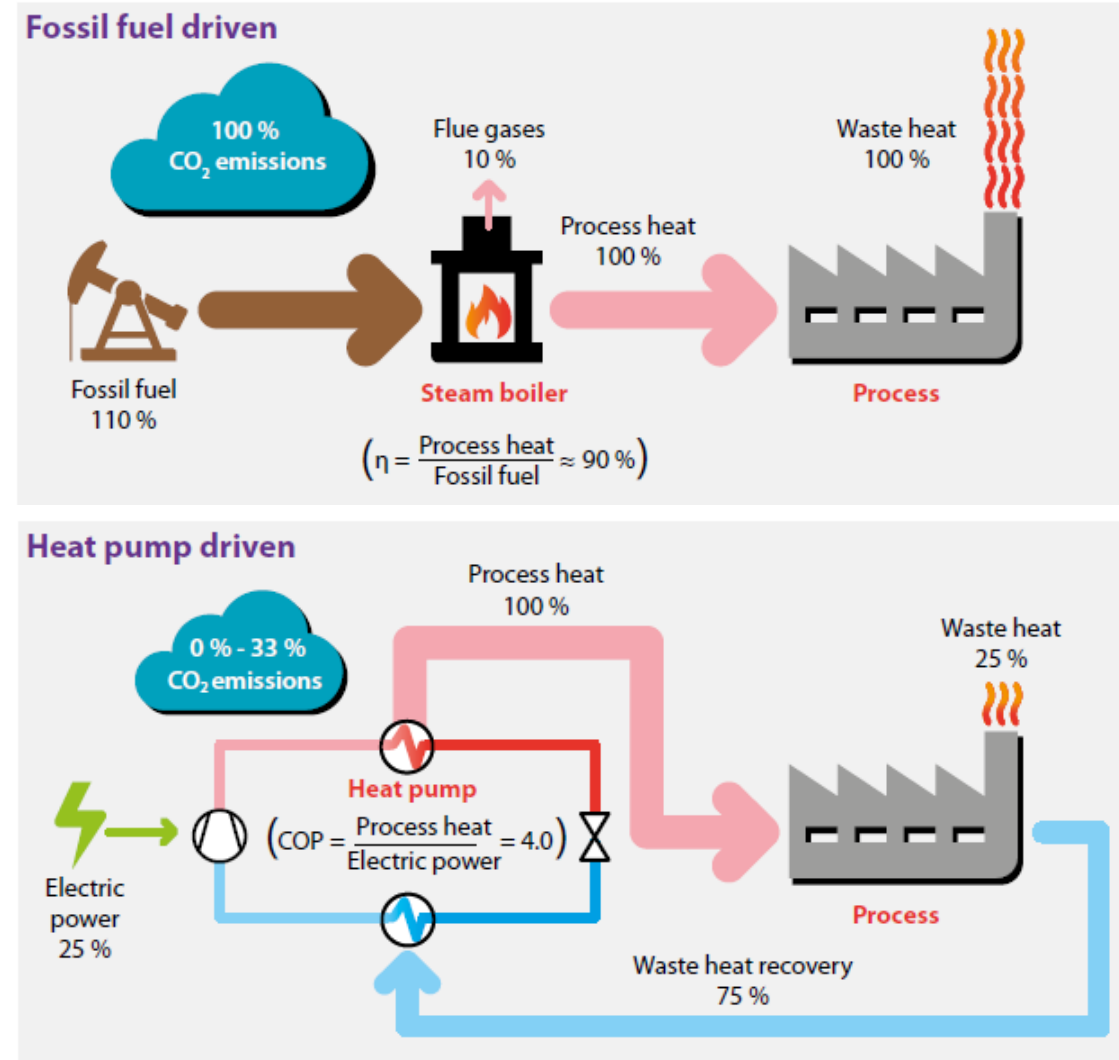 Fossil fuel driven
100 %
CO₂ emissions
Flue gases
10 %
Waste heat
100 %
Process heat
100 %
Fossil fuel
110 %
Steam boiler
Process
(η = Process heat / Fossil fuel ≈ 90 %)
Heat pump driven
Process heat
100 %
0 % - 33 %
CO₂ emissions
Waste heat
25 %
Heat pump
(COP = Process heat / Electric power = 4.0)
Electric
power
25 %
Process
Waste heat recovery
75 %